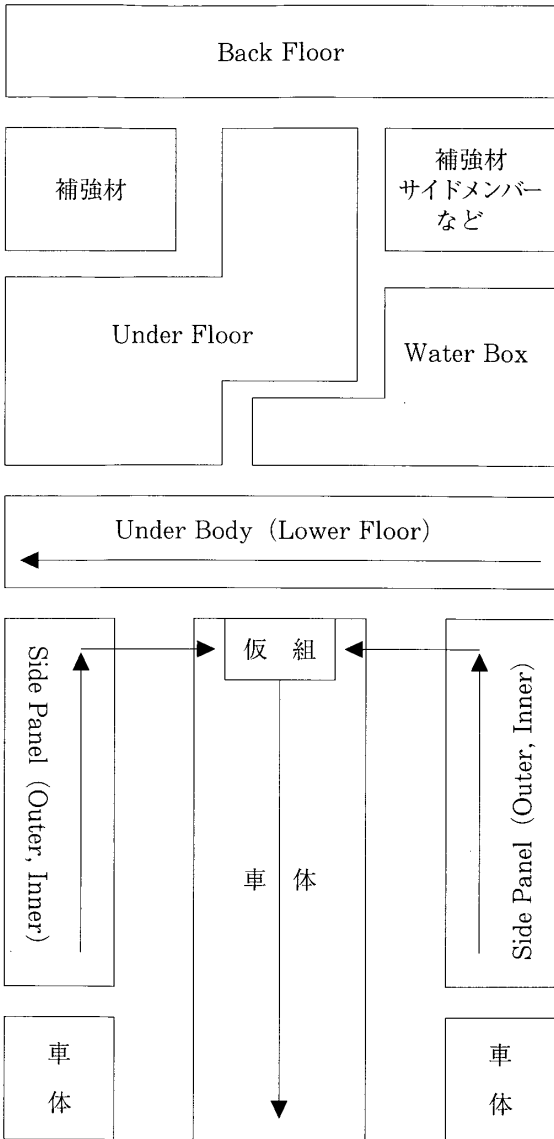 Back Floor
補強材
補強材
サイドメンバー
など
Under Floor
Water Box
Under Body (Lower Floor)
Side Panel (Outer, Inner)
仮 組
Side Panel (Outer, Inner)
車 体
車
体
車
体